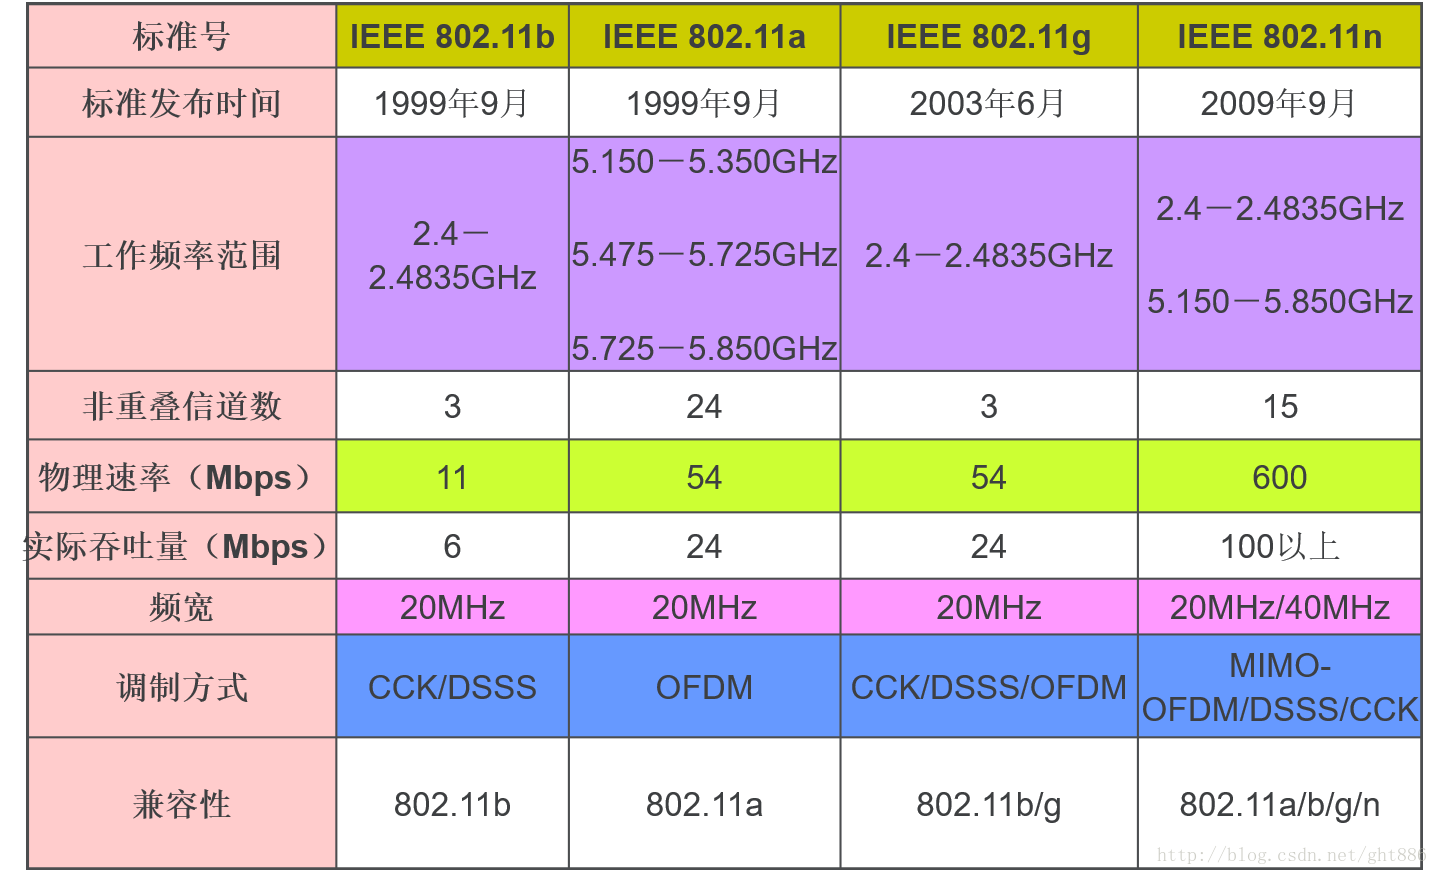 标准号 IEEE 802.11b IEEE 802.11a IEEE 802.11g IEEE 802.11n
标准发布时间 1999年9月 1999年9月 2003年6月 2009年9月
工作频率范围
2.4－
2.4835GHz
5.150－5.350GHz
5.475－5.725GHz
5.725－5.850GHz
2.4－2.4835GHz
2.4－2.4835GHz
5.150－5.850GHz
非重叠信道数 3 24 3 15
物理速率（Mbps） 11 54 54 600
实际吞吐量（Mbps） 6 24 24 100以上
频宽 20MHz 20MHz 20MHz 20MHz/40MHz
调制方式 CCK/DSSS OFDM CCK/DSSS/OFDM
MIMO-
OFDM/DSSS/CCK
兼容性 802.11b 802.11a 802.11b/g 802.11a/b/g/n
http://blog.csdn.net/ght886